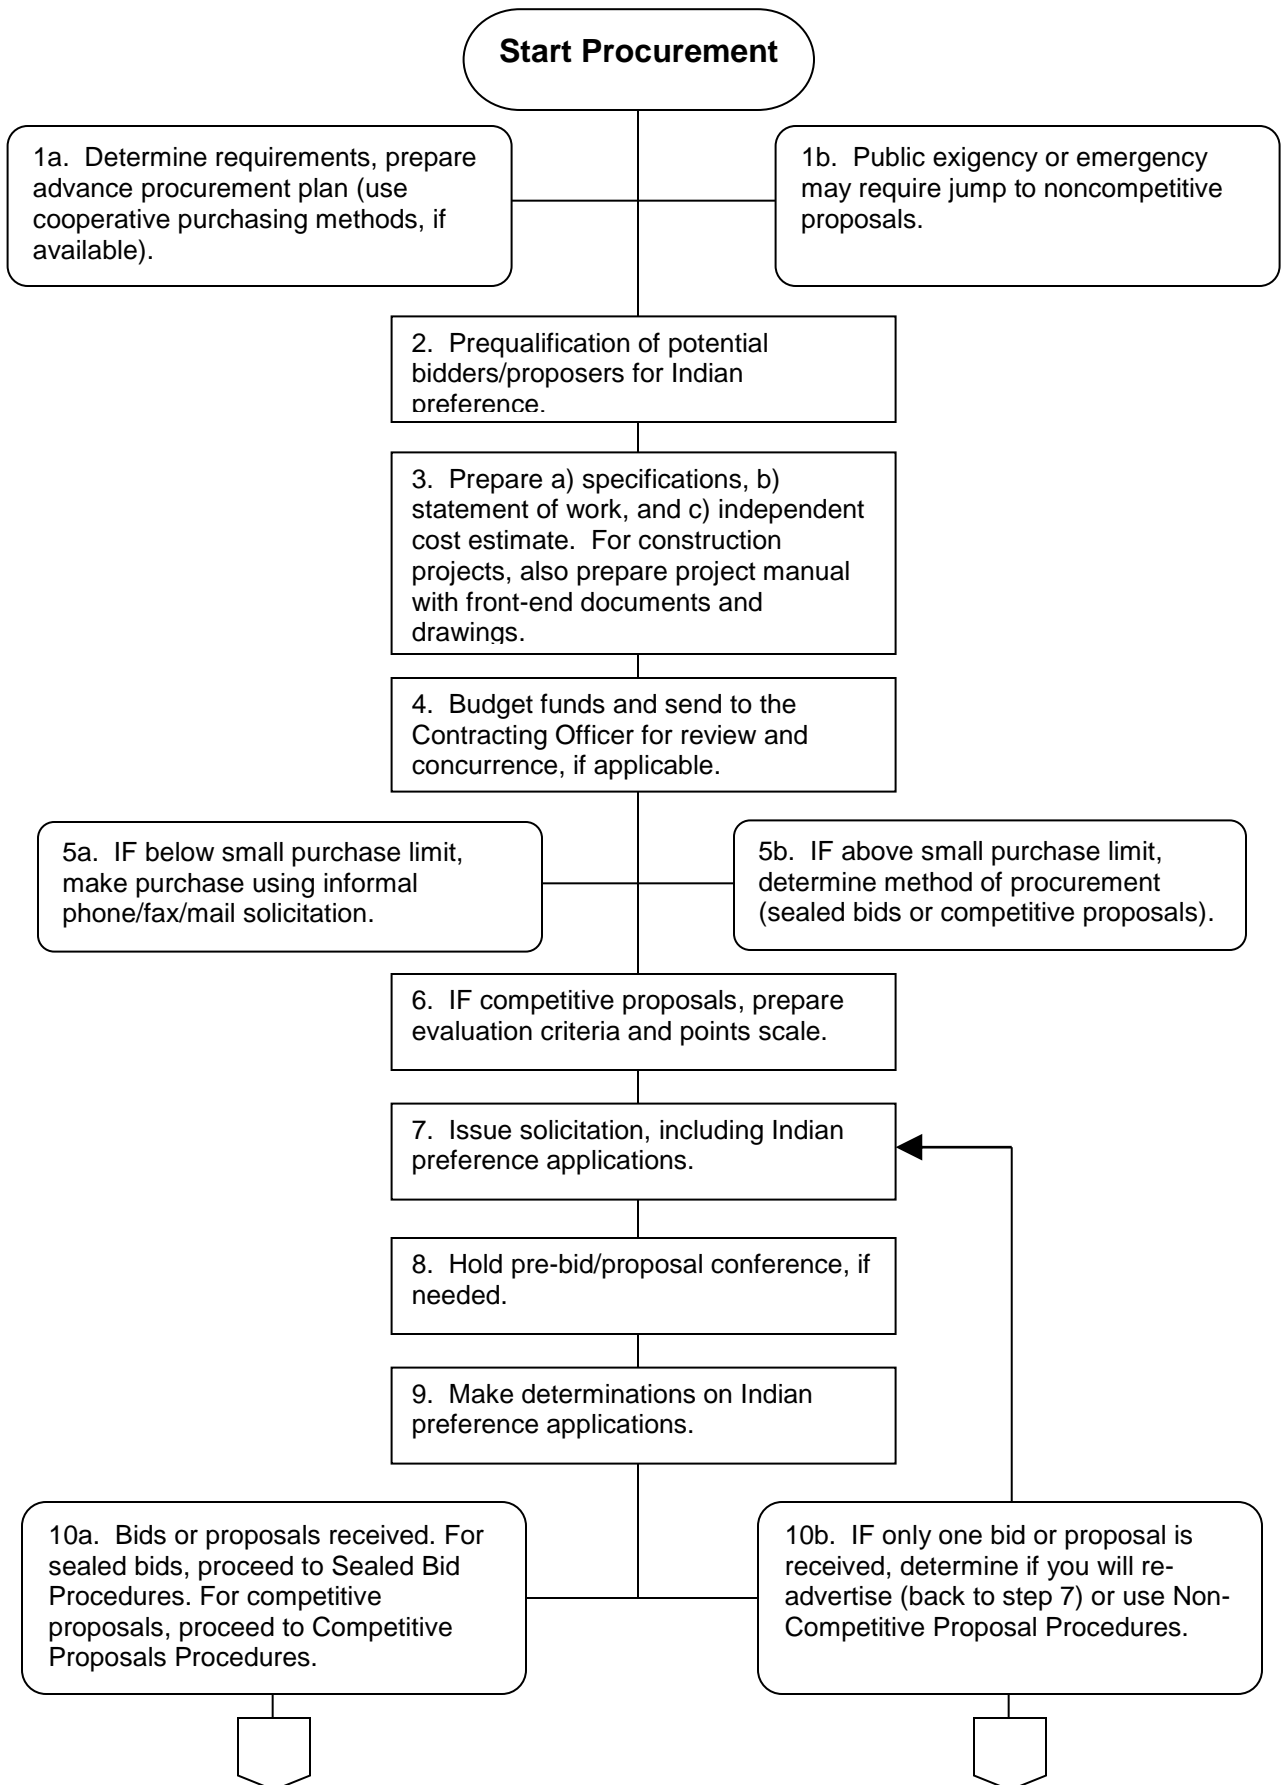 Start Procurement
1a.  Determine requirements, prepare
advance procurement plan (use
cooperative purchasing methods, if
available).
1b.  Public exigency or emergency
may require jump to noncompetitive
proposals.
2.  Prequalification of potential
bidders/proposers for Indian
preference.
3.  Prepare a) specifications, b)
statement of work, and c) independent
cost estimate.  For construction
projects, also prepare project manual
with front-end documents and
drawings.
4.  Budget funds and send to the
Contracting Officer for review and
concurrence, if applicable.
5a.  IF below small purchase limit,
make purchase using informal
phone/fax/mail solicitation.
5b.  IF above small purchase limit,
determine method of procurement
(sealed bids or competitive proposals).
6.  IF competitive proposals, prepare
evaluation criteria and points scale.
7.  Issue solicitation, including Indian
preference applications.
8.  Hold pre-bid/proposal conference, if
needed.
9.  Make determinations on Indian
preference applications.
10a.  Bids or proposals received. For
sealed bids, proceed to Sealed Bid
Procedures. For competitive
proposals, proceed to Competitive
Proposals Procedures.
10b.  IF only one bid or proposal is
received, determine if you will re-
advertise (back to step 7) or use Non-
Competitive Proposal Procedures.